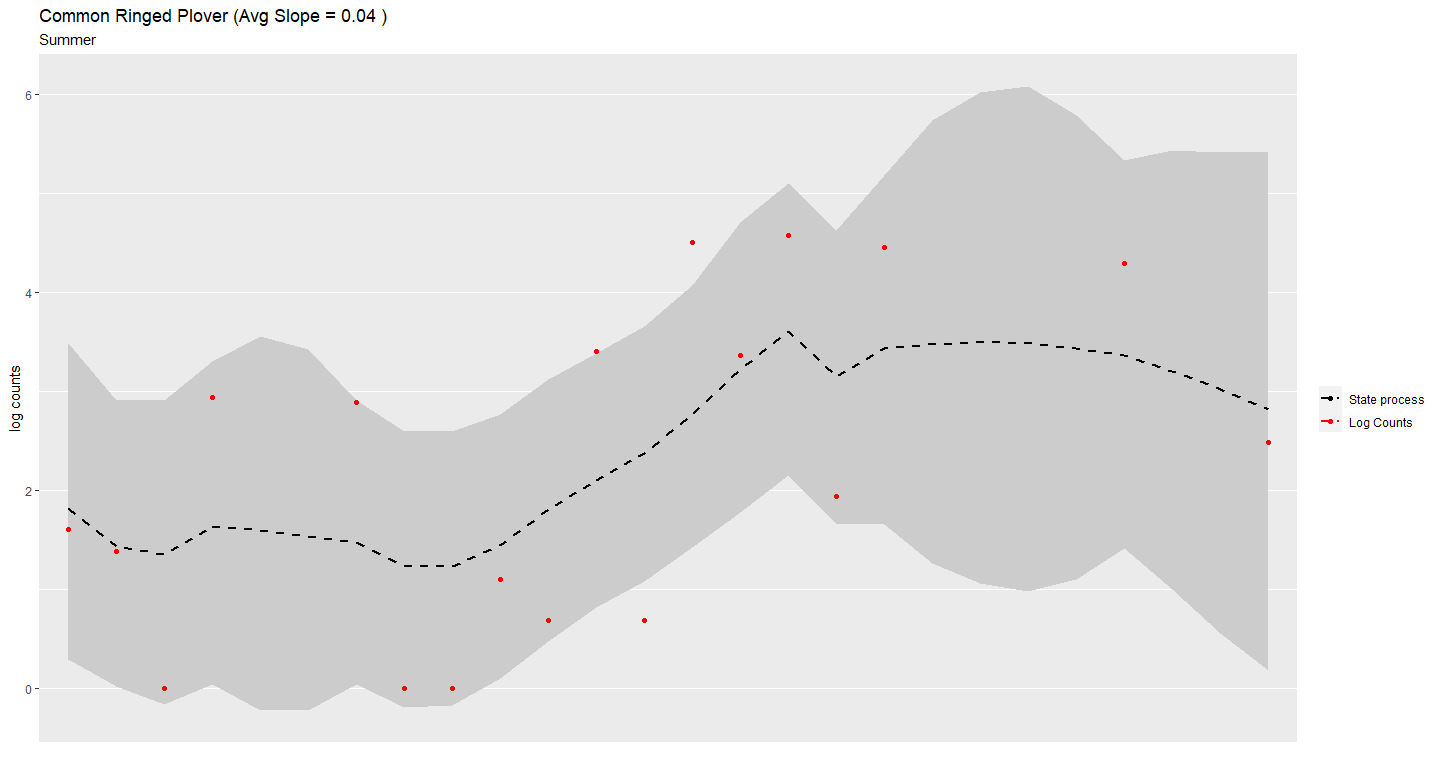 Common Ringed Plover (Avg Slope = 0.04 )
Summer
6
4
2
0
log counts
State process
Log Counts